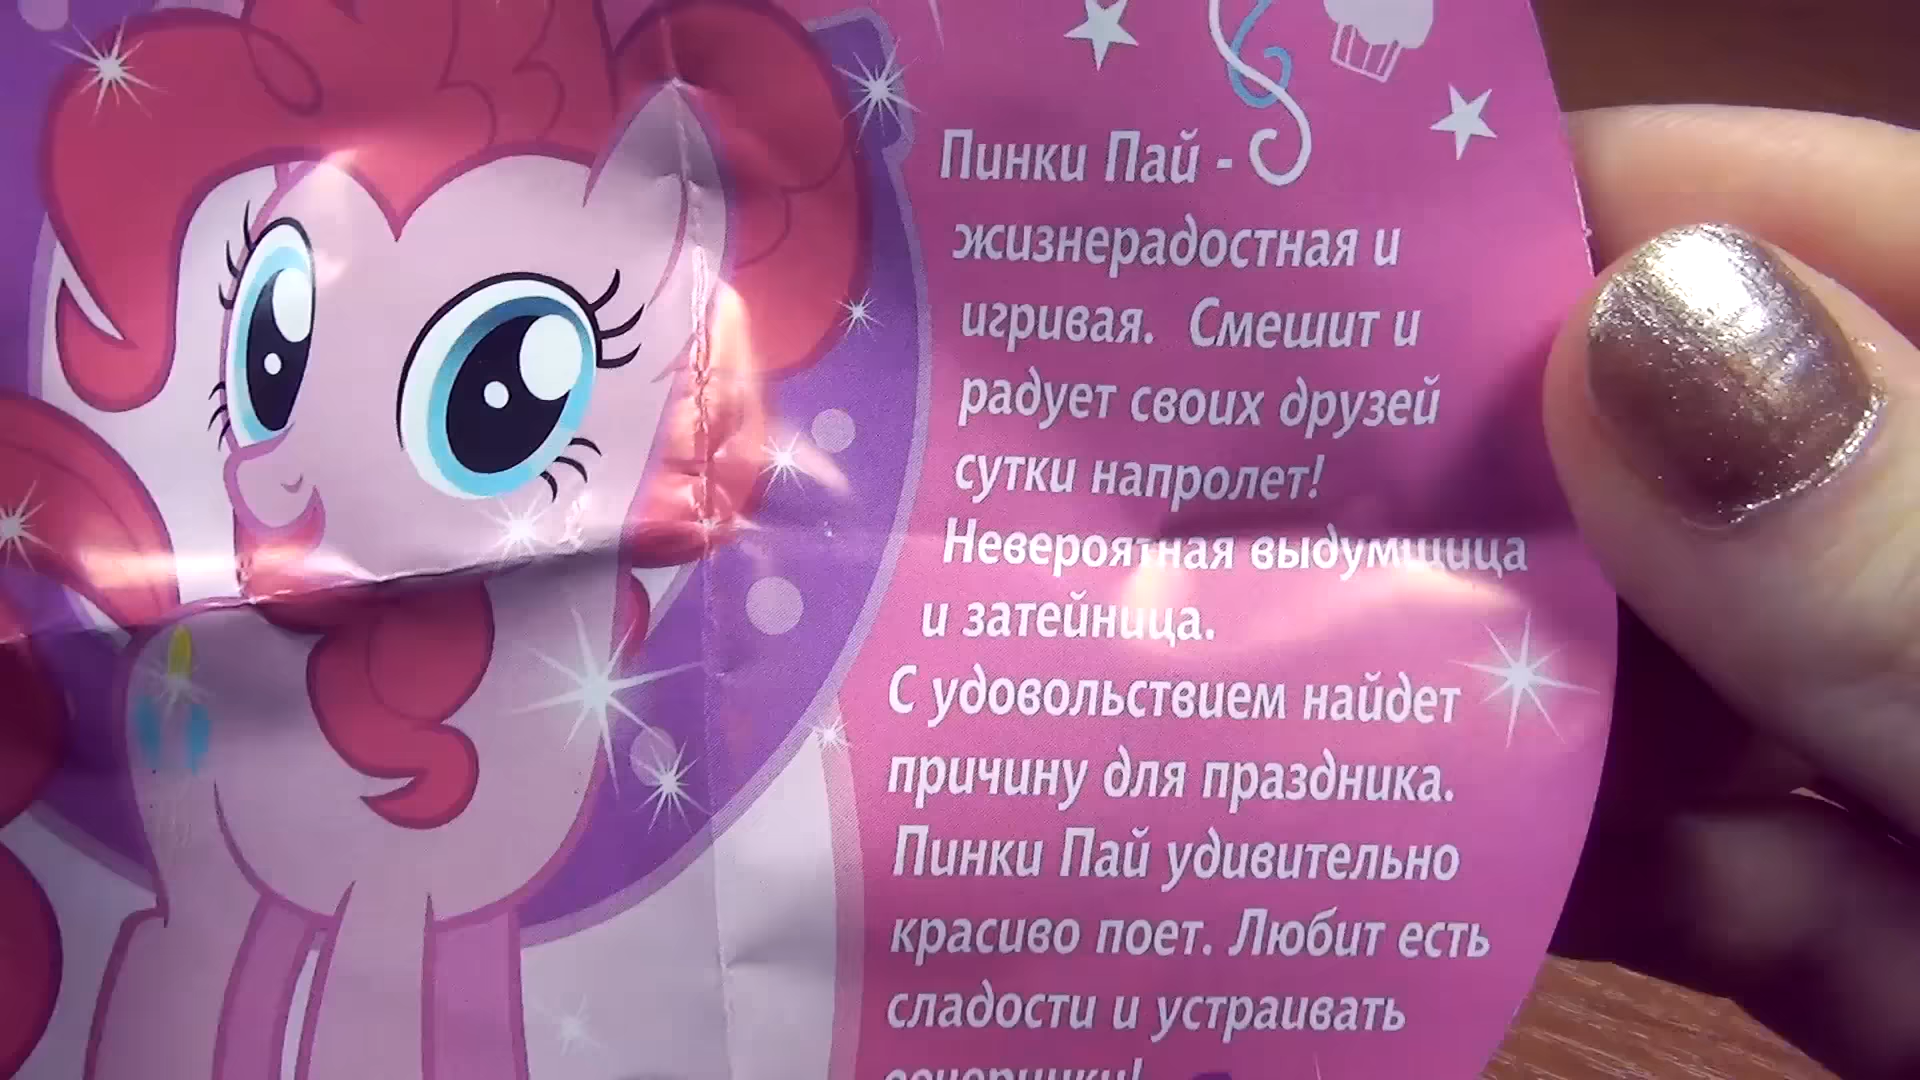 Пинки Пай -
жизнерадостная и
игривая. Смешит и
радует своих друзей
сутки напролет!
Невероятная выдумщица
и затейница.
С удовольствием найдет
причину для праздника.
Пинки Пай удивительно
красиво поет. Любит есть
сладости и устраивать
вечеринки!